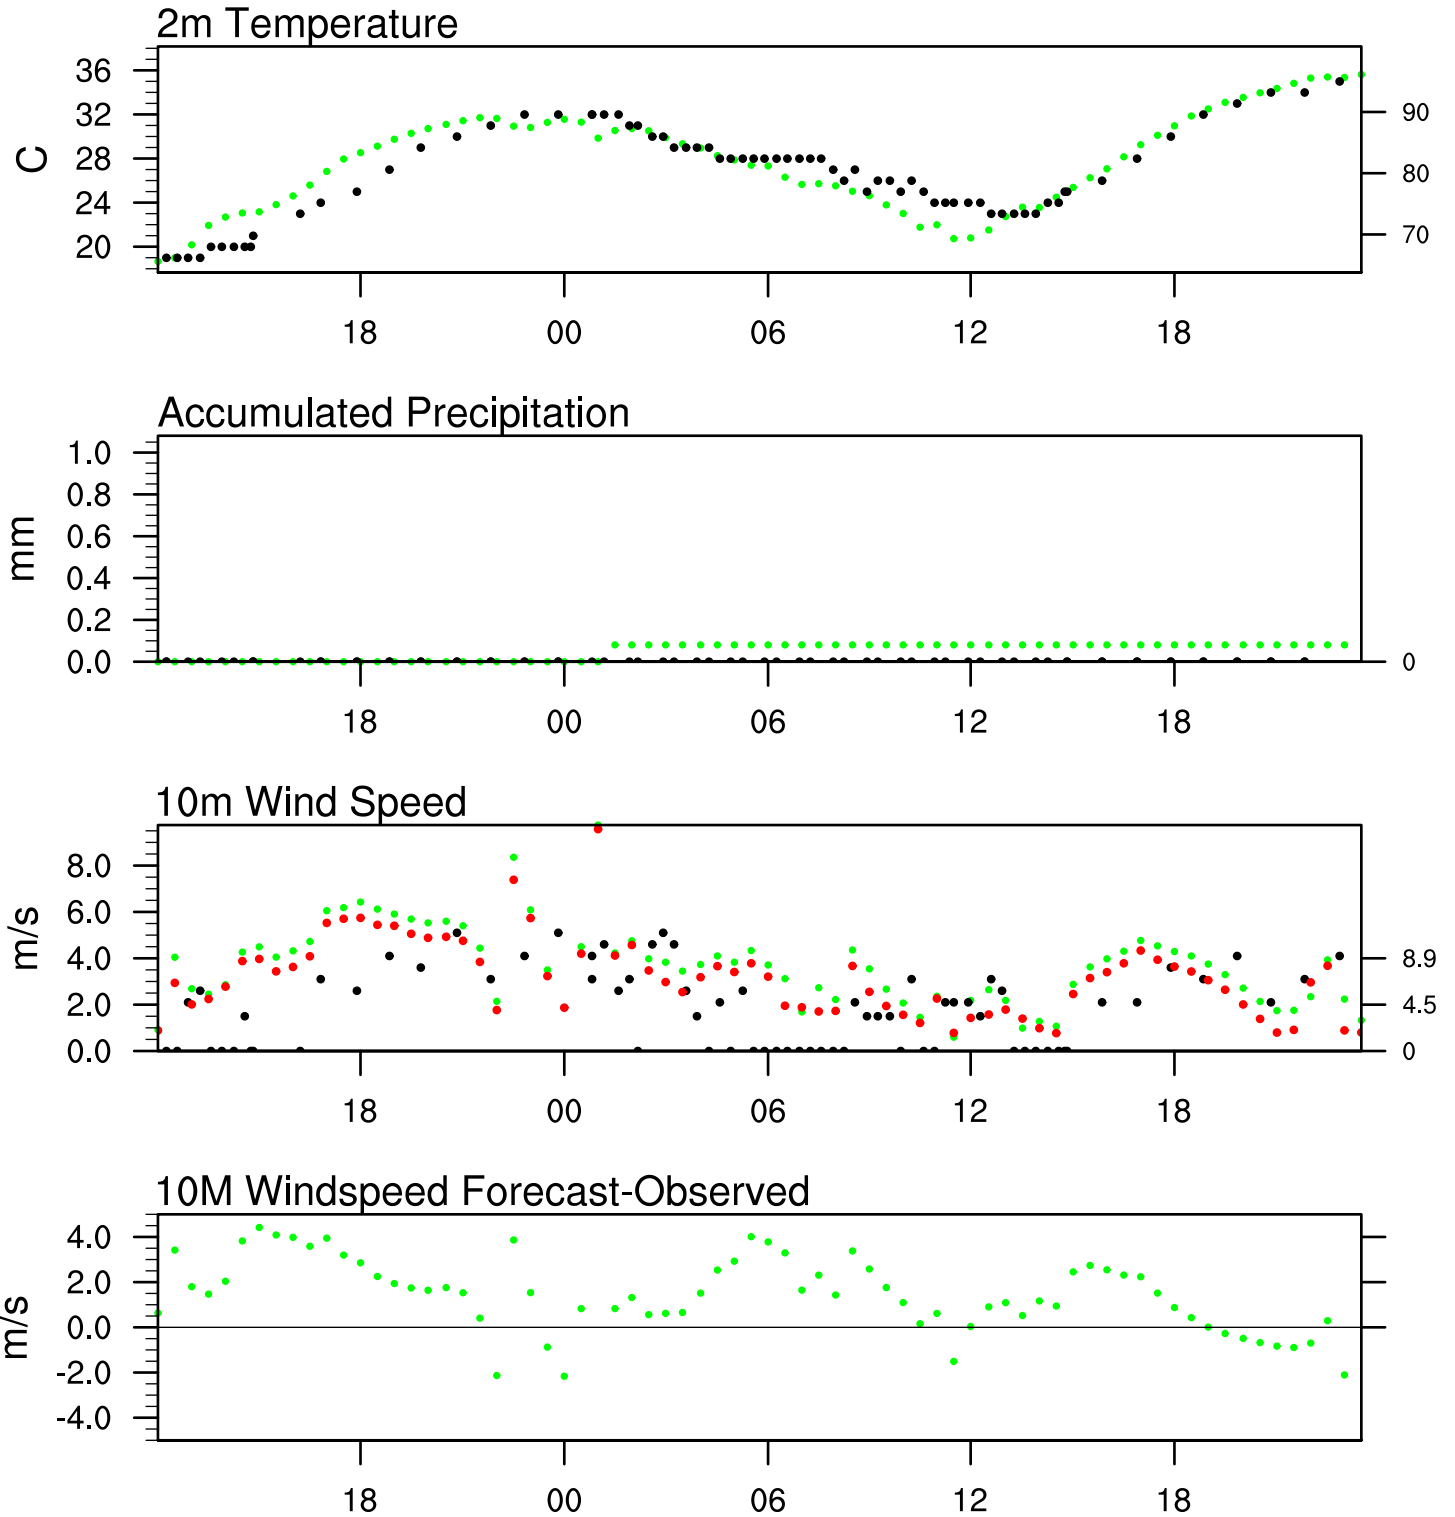 2m Temperature
36
32
28
24
20
C
90
80
70
18 00 06 12 18
Accumulated Precipitation
1.0
0.8
0.6
0.4
0.2
0.0
mm
0
18 00 06 12 18
10m Wind Speed
8.0
6.0
4.0
2.0
0.0
m/s
8.9
4.5
0
18 00 06 12 18
10M Windspeed Forecast-Observed
4.0
2.0
0.0
-2.0
-4.0
m/s
18 00 06 12 18